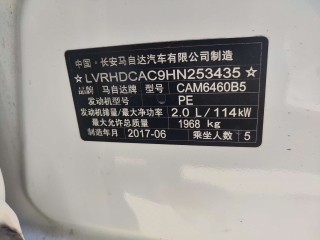 中国·长安马自达汽车有限公司制造
☆LVRHDCAC9HN253435☆
品牌 马自达牌 型号 CAM6460B5
发动机型号 PE
发动机排量/最大净功率 2.0 L/114kW
最大允许总质量 1968 kg
制造年月 2017-06 乘坐人数 5